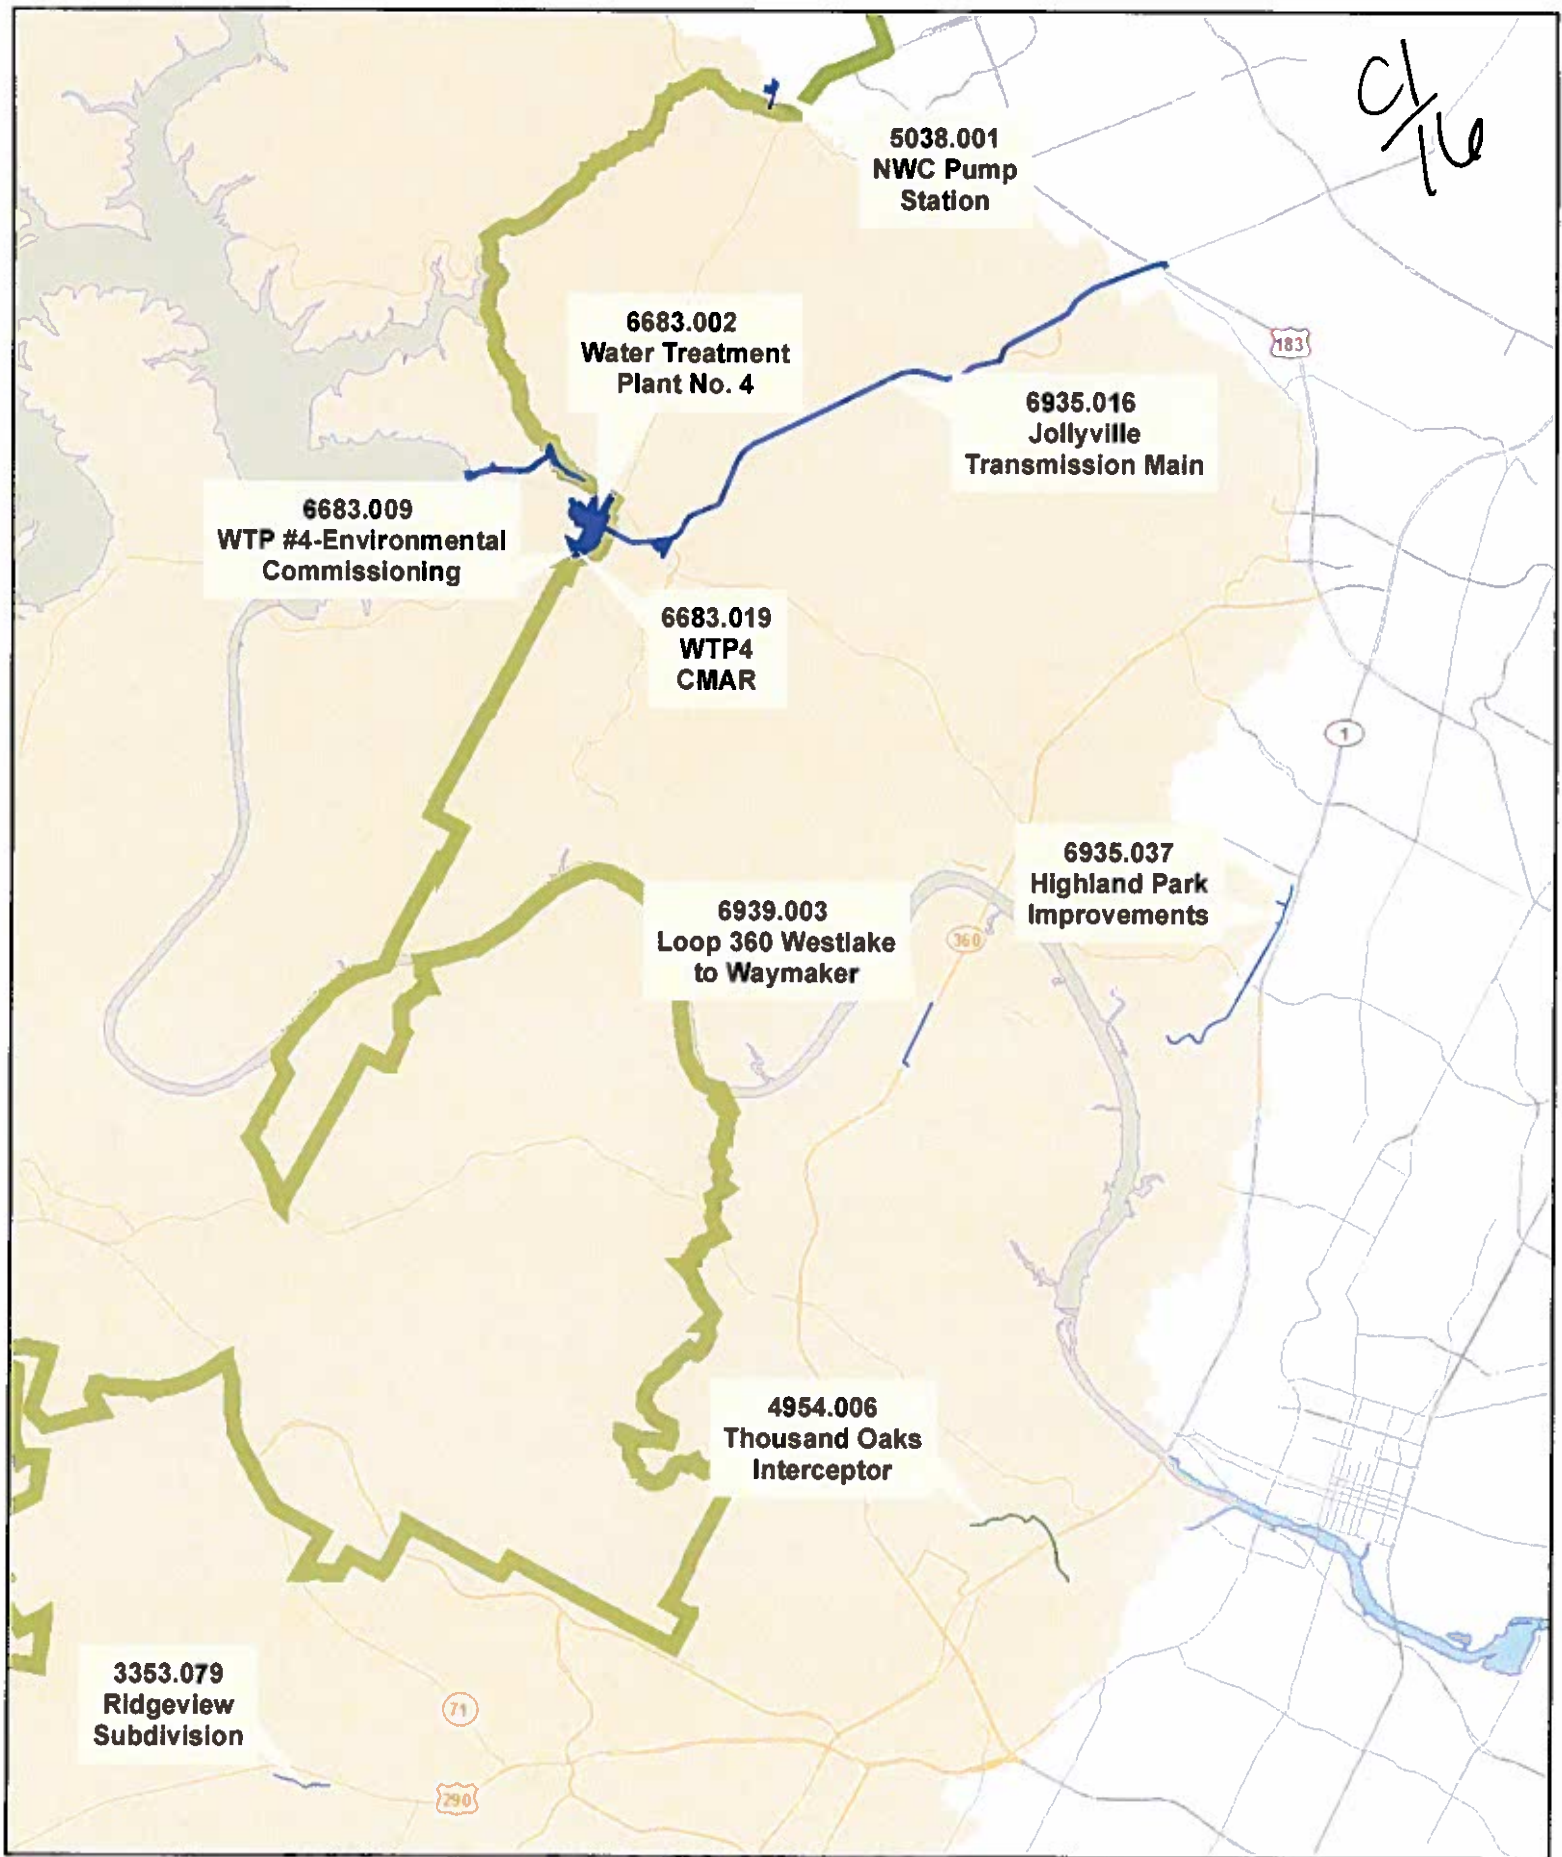 C1/16
5038.001
NWC Pump
Station
6683.002
Water Treatment
Plant No. 4
183
6935.016
Jollyville
Transmission Main
6683.009
WTP #4-Environmental
Commissioning
6683.019
WTP4
CMAR
1
6935.037
Highland Park
Improvements
6939.003
Loop 360 Westlake
to Waymaker
360
4954.006
Thousand Oaks
Interceptor
3353.079
Ridgeview
Subdivision
71
290